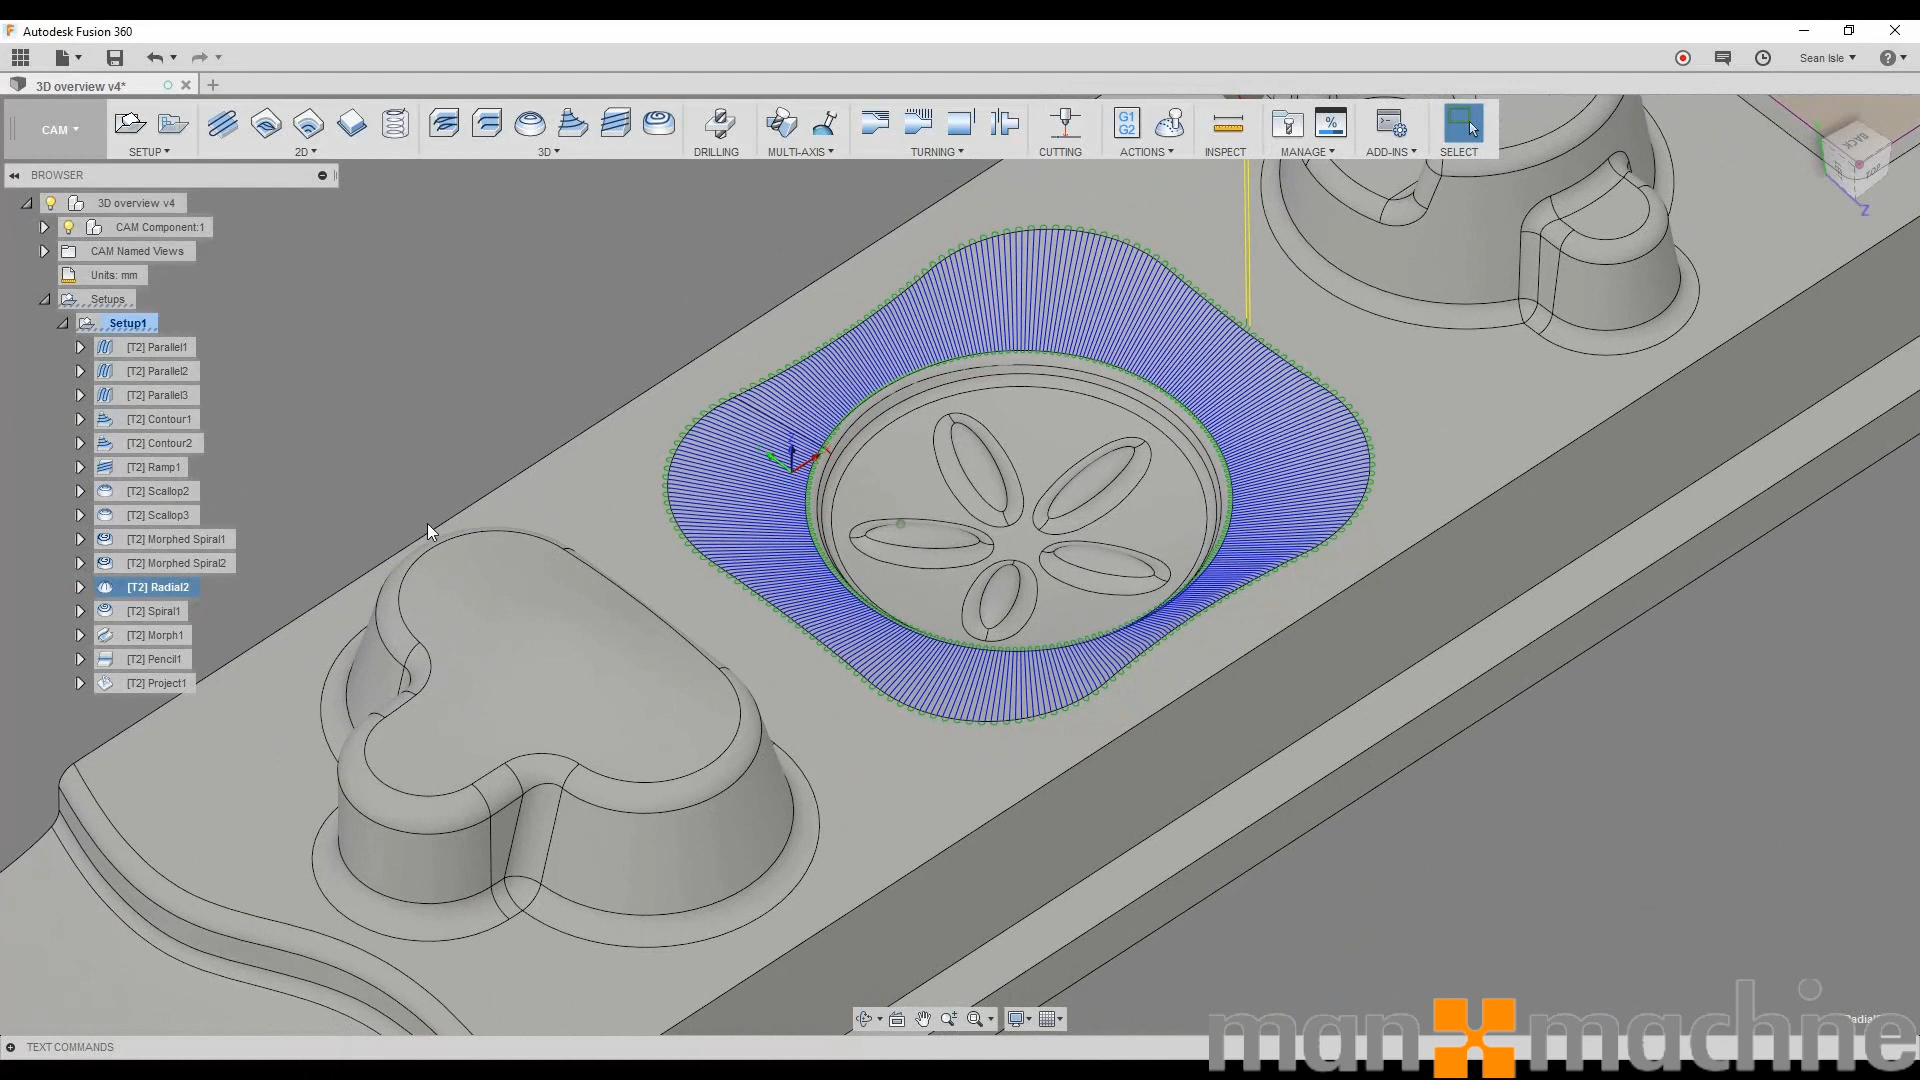 Autodesk Fusion 360
Sean Isle
3D overview v4*
CAM
G1
G2
%
SETUP
2D
3D
DRILLING
MULTI-AXIS
TURNING
CUTTING
ACTIONS
INSPECT
MANAGE
ADD-INS
SELECT
BACK
TOP
Z
BROWSER
3D overview v4
CAM Component:1
CAM Named Views
Units: mm
Setups
Setup1
[T2] Parallel1
[T2] Parallel2
[T2] Parallel3
[T2] Contour1
[T2] Contour2
[T2] Ramp1
[T2] Scallop2
[T2] Scallop3
[T2] Morphed Spiral1
[T2] Morphed Spiral2
[T2] Radial2
[T2] Spiral1
[T2] Morph1
[T2] Pencil1
[T2] Project1
TEXT COMMANDS
man machine